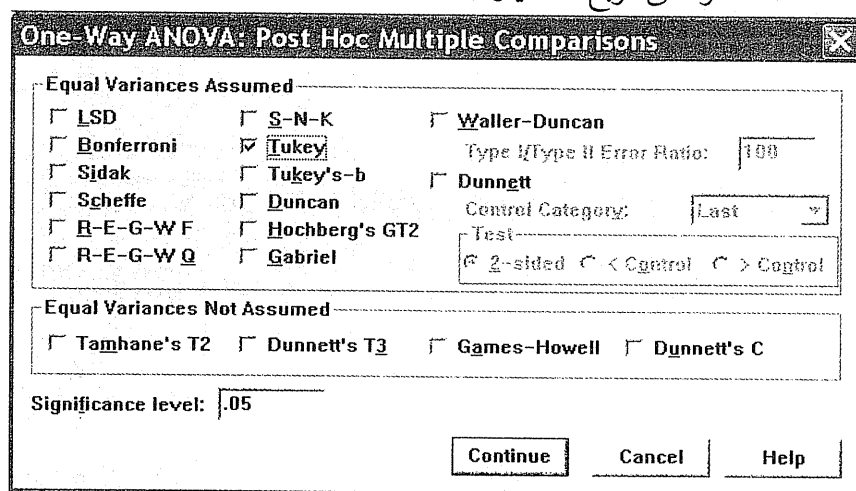 One-Way ANOVA: Post Hoc Multiple Comparisons
Equal Variances Assumed
LSD S-N-K Waller-Duncan
Bonferroni Tukey Type I/Type II Error Ratio: 100
Sidak Tukey's-b Dunnett
Scheffe Duncan Control Category: Last
R-E-G-W F Hochberg's GT2 Test
R-E-G-W Q Gabriel 2-sided < Control > Control
Equal Variances Not Assumed
Tamhane's T2 Dunnett's T3 Games-Howell Dunnett's C
Significance level: .05
Continue Cancel Help